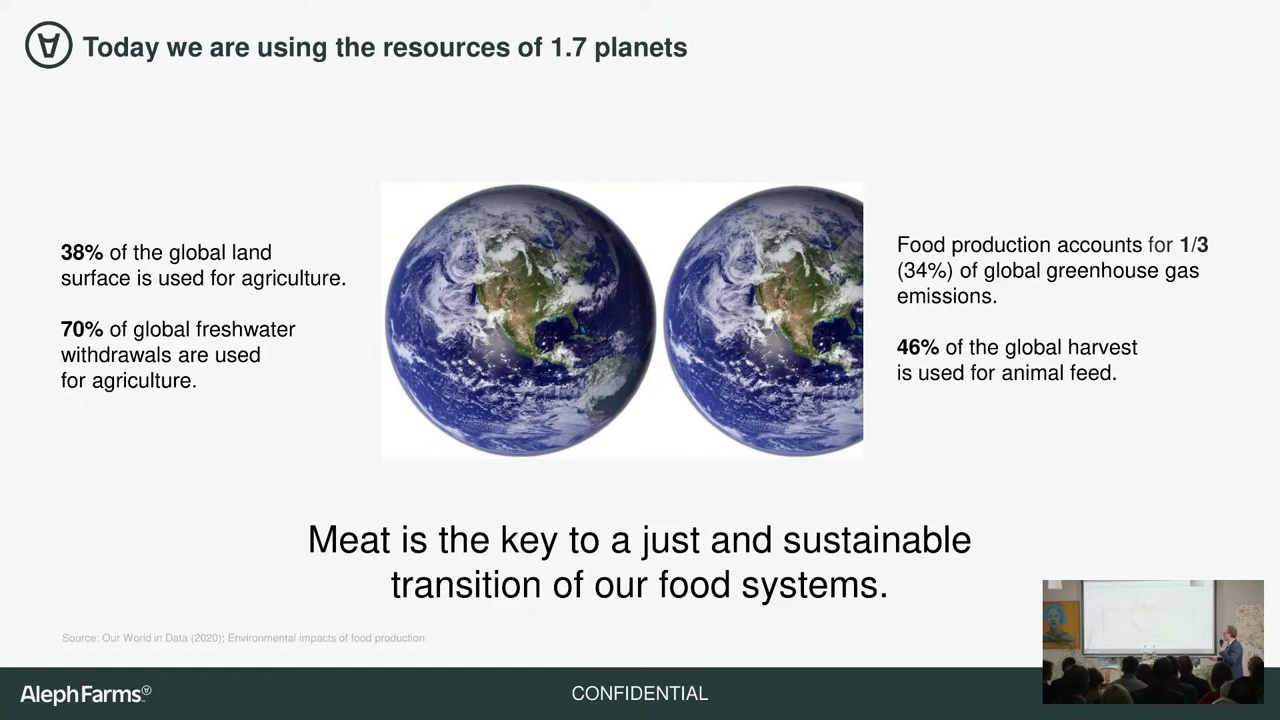 Today we are using the resources of 1.7 planets
38% of the global land
surface is used for agriculture.
70% of global freshwater
withdrawals are used
for agriculture.
Food production accounts for 1/3
(34%) of global greenhouse gas
emissions.
46% of the global harvest
is used for animal feed.
Meat is the key to a just and sustainable
transition of our food systems.
Source: Our World in Data (2020); Environmental impacts of food production
AlephFarms
CONFIDENTIAL